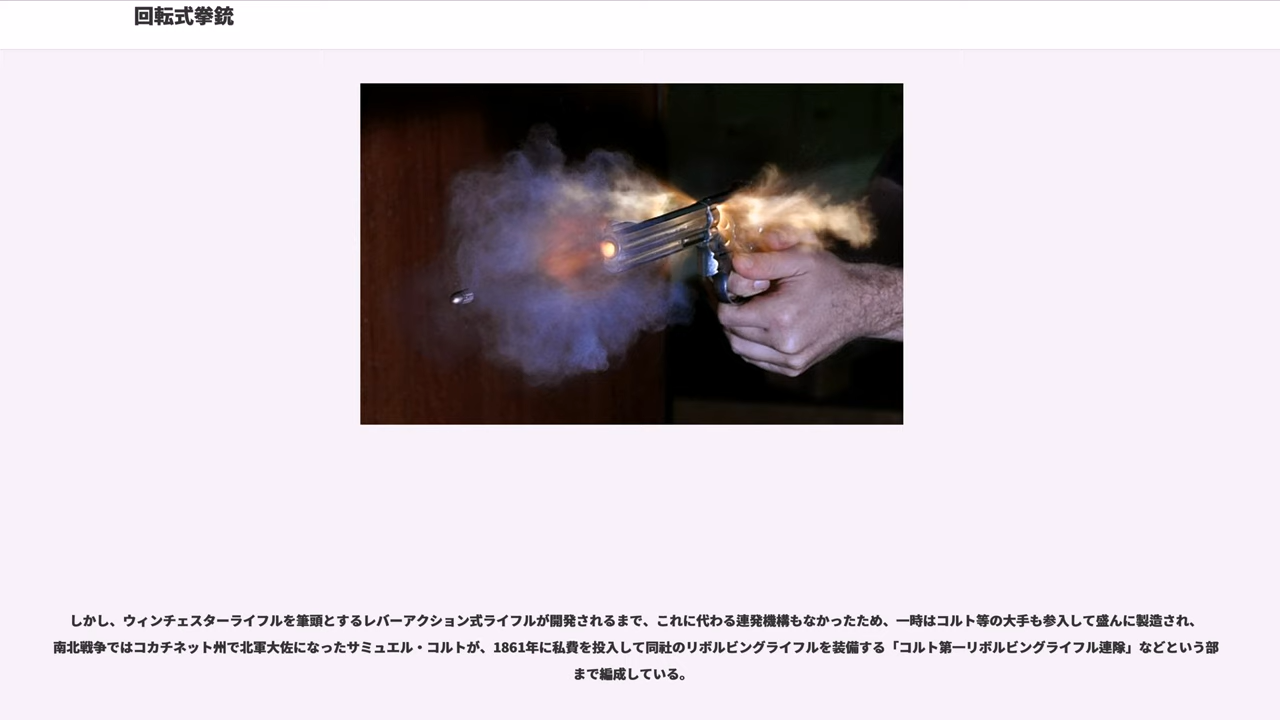 回転式拳銃
しかし、ウィンチェスターライフルを筆頭とするレバーアクション式ライフルが開発されるまで、これに代わる連発機構もなかったため、一時はコルト等の大手も参入して盛んに製造され、
南北戦争ではコカチネット州で北軍大佐になったサミュエル・コルトが、1861年に私費を投入して同社のリボルビングライフルを装備する「コルト第一リボルビングライフル連隊」などという部
まで編成している。